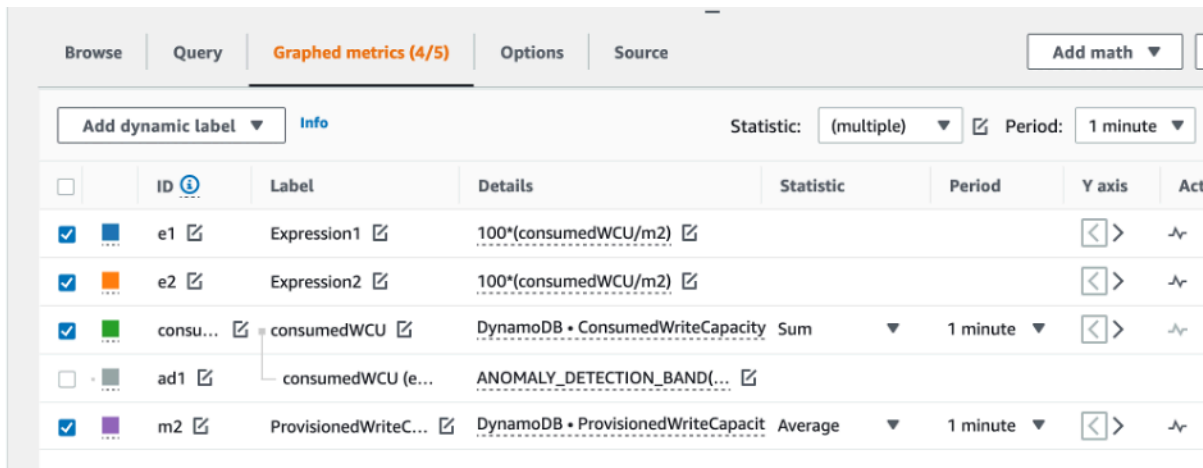 Browse Query Graphed metrics (4/5) Options Source Add math
Add dynamic label Info Statistic: (multiple) Period: 1 minute
ID Label Details Statistic Period Y axis Act
e1 Expression1 100*(consumedWCU/m2)
e2 Expression2 100*(consumedWCU/m2)
consu... consumedWCU DynamoDB • ConsumedWriteCapacity Sum 1 minute
ad1 consumedWCU (e... ANOMALY_DETECTION_BAND(...
m2 ProvisionedWriteC... DynamoDB • ProvisionedWriteCapacit Average 1 minute